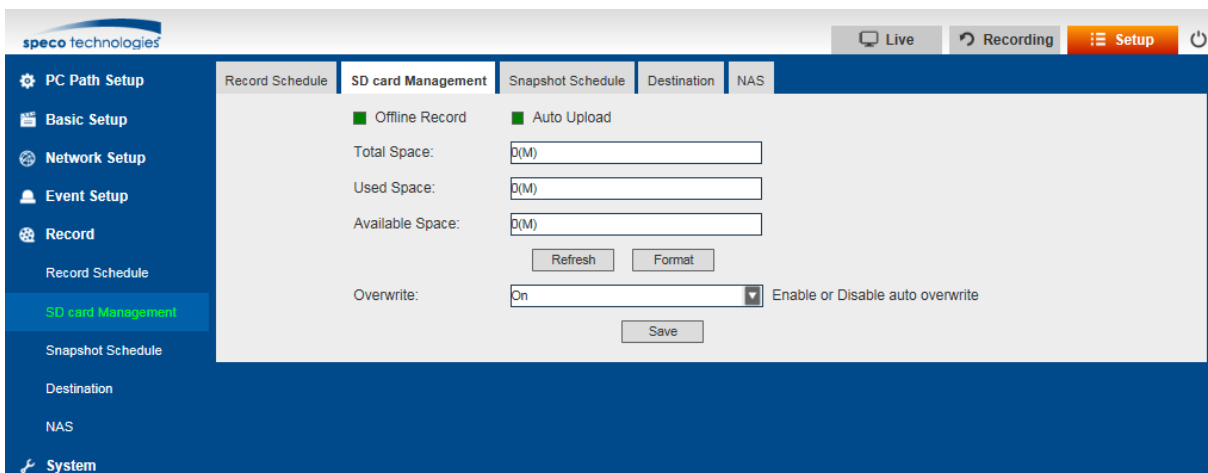 speco technologies
Live
Recording
Setup
PC Path Setup
Basic Setup
Network Setup
Event Setup
Record
Record Schedule
SD card Management
Snapshot Schedule
Destination
NAS
System
Record Schedule
SD card Management
Snapshot Schedule
Destination
NAS
Offline Record
Auto Upload
Total Space: 0(M)
Used Space: 0(M)
Available Space: 0(M)
Refresh
Format
Overwrite: On Enable or Disable auto overwrite
Save